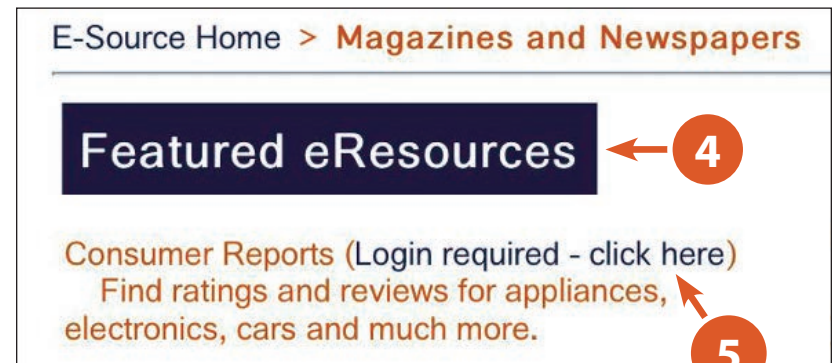 E-Source Home > Magazines and Newspapers
Featured eResources
4
Consumer Reports (Login required - click here)
Find ratings and reviews for appliances,
electronics, cars and much more.
5